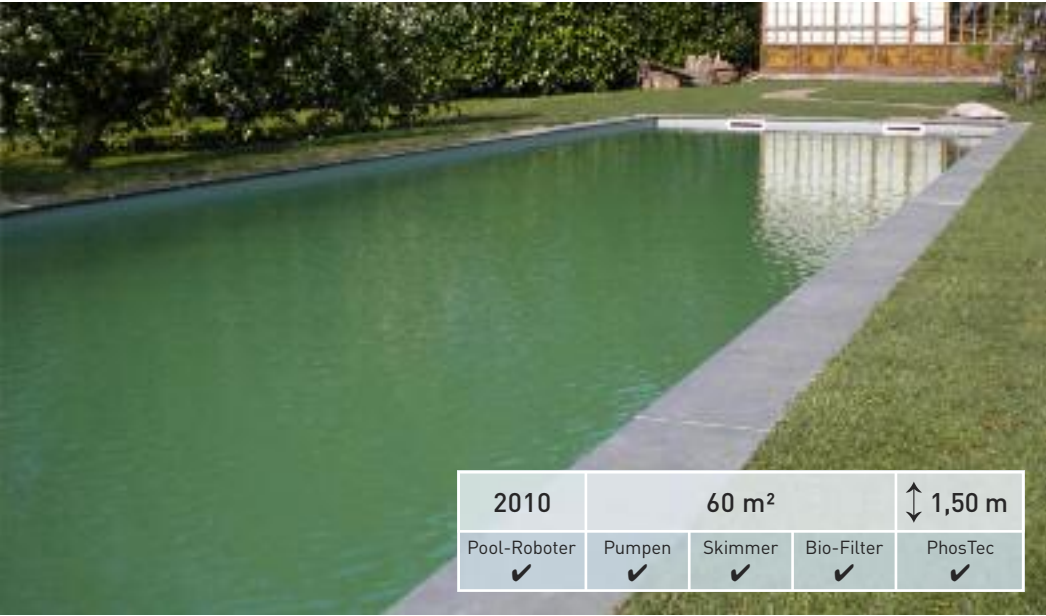 2010 60 m² ↕ 1,50 m
Pool-Roboter Pumpen Skimmer Bio-Filter PhosTec
✔ ✔ ✔ ✔ ✔